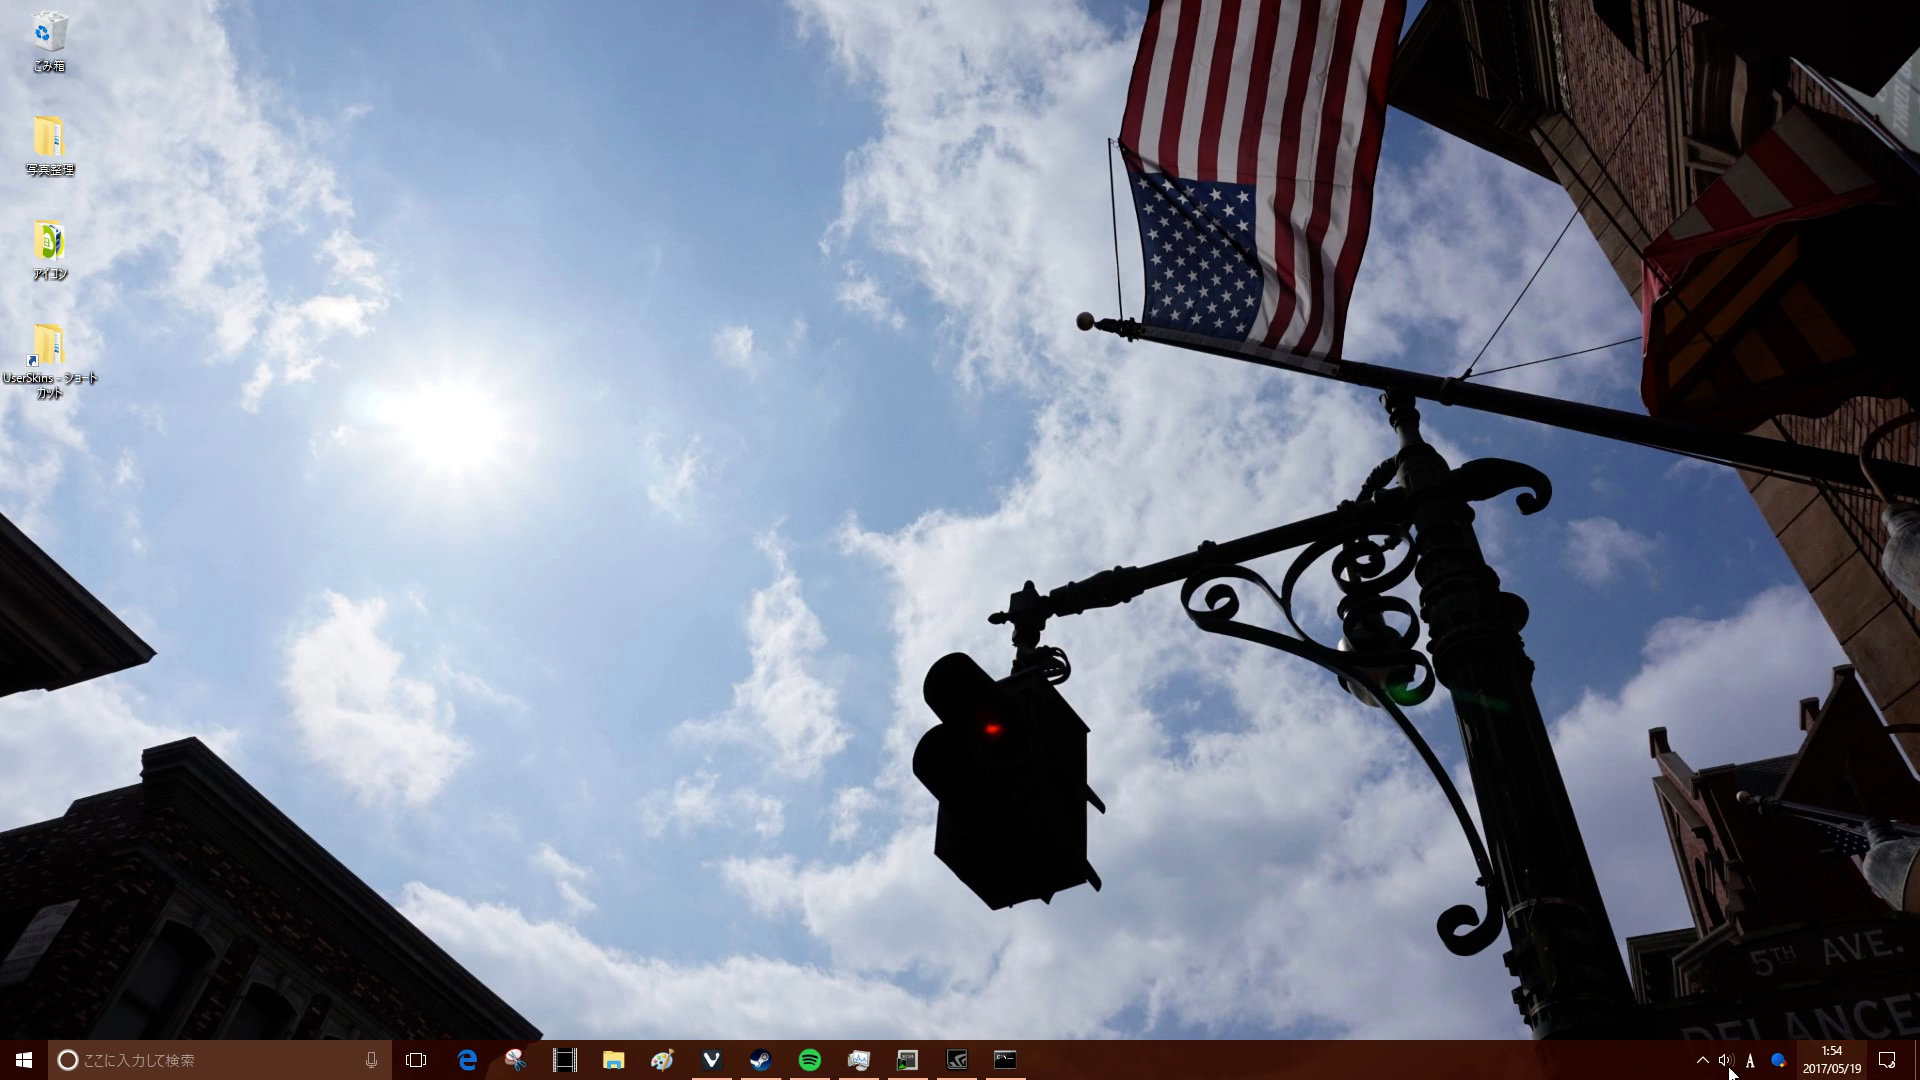 ごみ箱
写真整理
アイコン
UserSkins - ショート
カット
5TH AVE.
DELANCEY
ここに入力して検索
A
1:54
2017/05/19